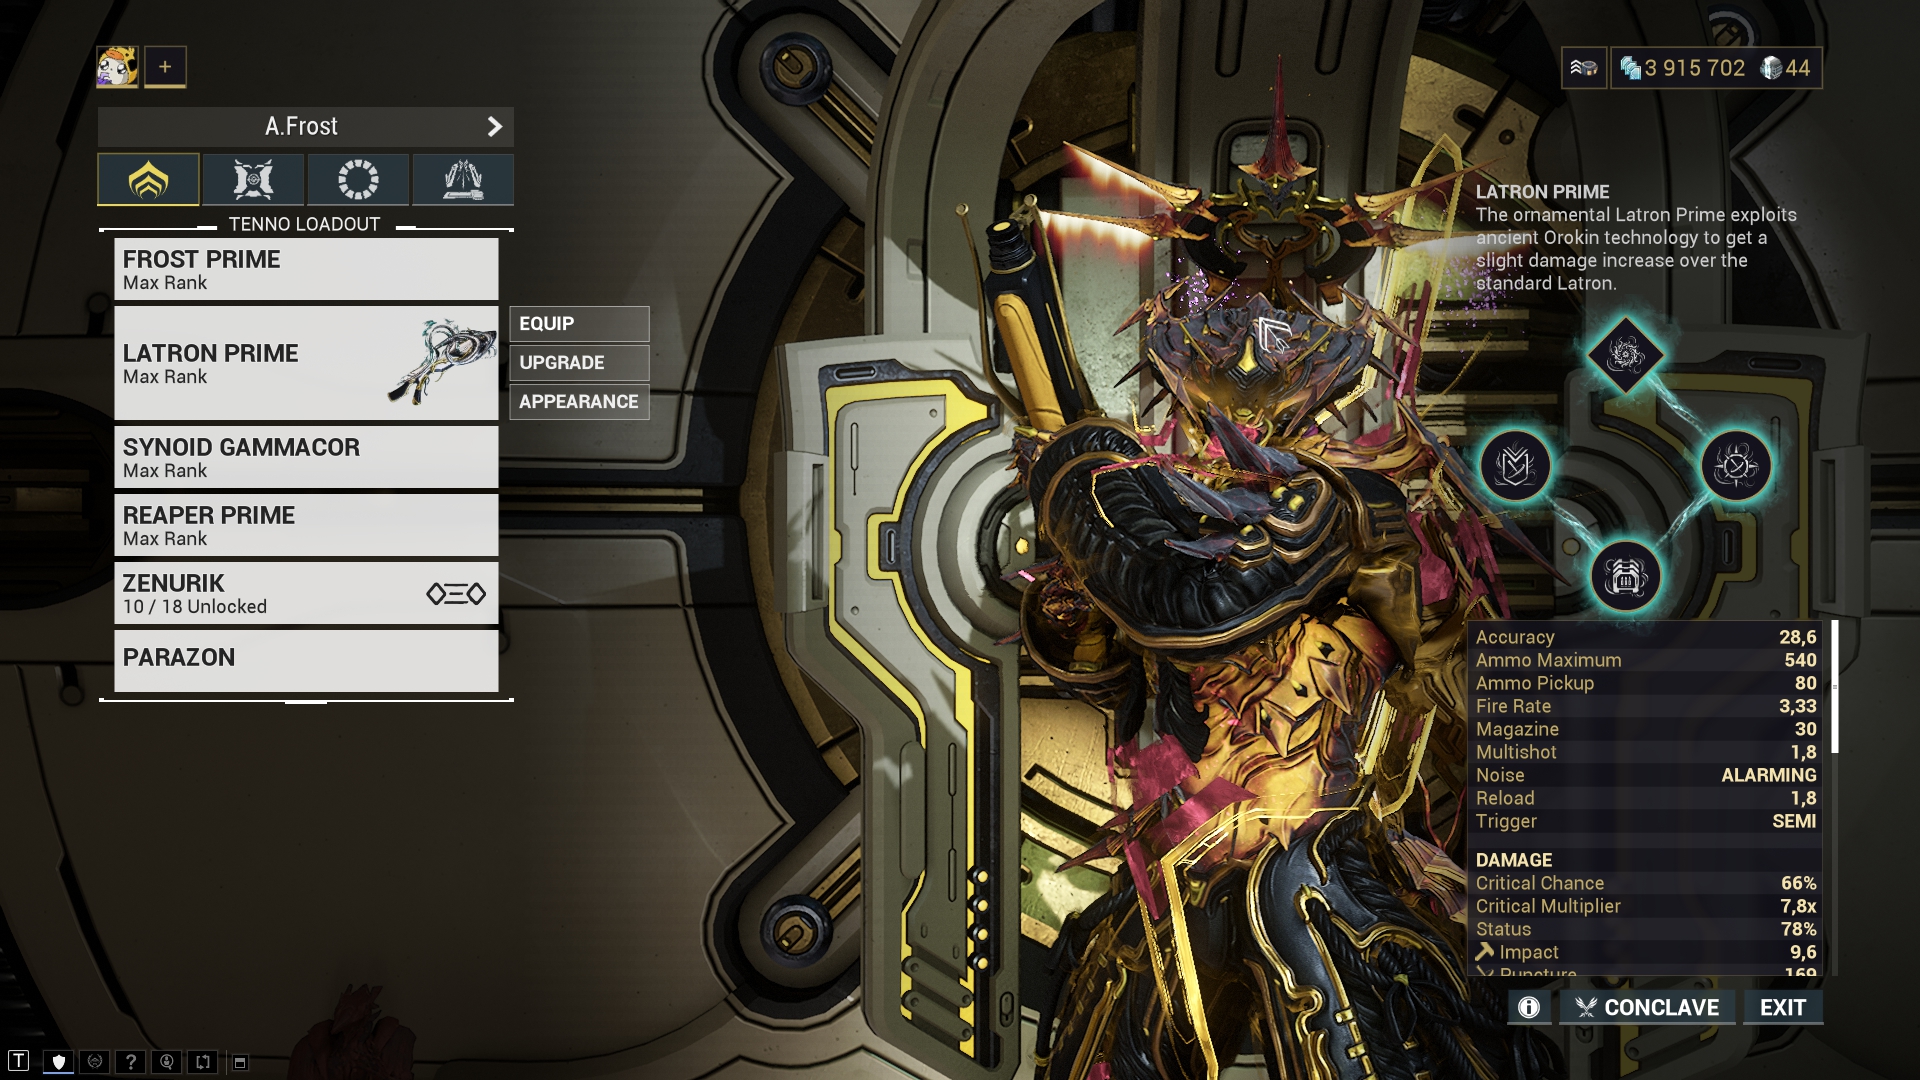 +
3 915 702
44
A.Frost
TENNO LOADOUT
FROST PRIME
Max Rank
LATRON PRIME
Max Rank
EQUIP
UPGRADE
APPEARANCE
SYNOID GAMMACOR
Max Rank
REAPER PRIME
Max Rank
ZENURIK
10 / 18 Unlocked
PARAZON
LATRON PRIME
The ornamental Latron Prime exploits
ancient Orokin technology to get a
slight damage increase over the
standard Latron.
Accuracy 28,6
Ammo Maximum 540
Ammo Pickup 80
Fire Rate 3,33
Magazine 30
Multishot 1,8
Noise ALARMING
Reload 1,8
Trigger SEMI
DAMAGE
Critical Chance 66%
Critical Multiplier 7,8x
Status 78%
Impact 9,6
Puncture 169
CONCLAVE
EXIT
T
?